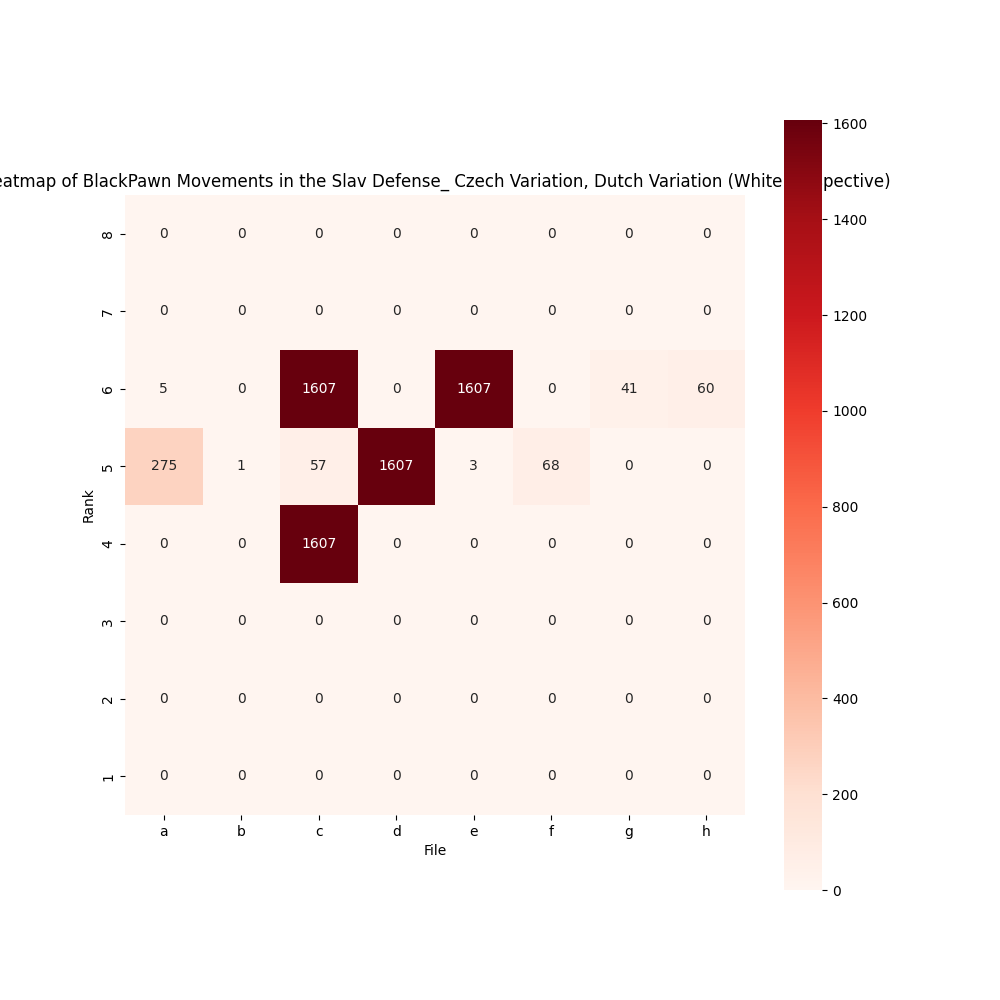 eatmap of BlackPawn Movements in the Slav Defense_ Czech Variation, Dutch Variation (White pective)
8 0 0 0 0 0 0 0 0
7 0 0 0 0 0 0 0 0
6 5 0 1607 0 1607 0 41 60
5 275 1 57 1607 3 68 0 0
Rank
4 0 0 1607 0 0 0 0 0
3 0 0 0 0 0 0 0 0
2 0 0 0 0 0 0 0 0
1 0 0 0 0 0 0 0 0
a b c d e f g h
File
1600
1400
1200
1000
800
600
400
200
0